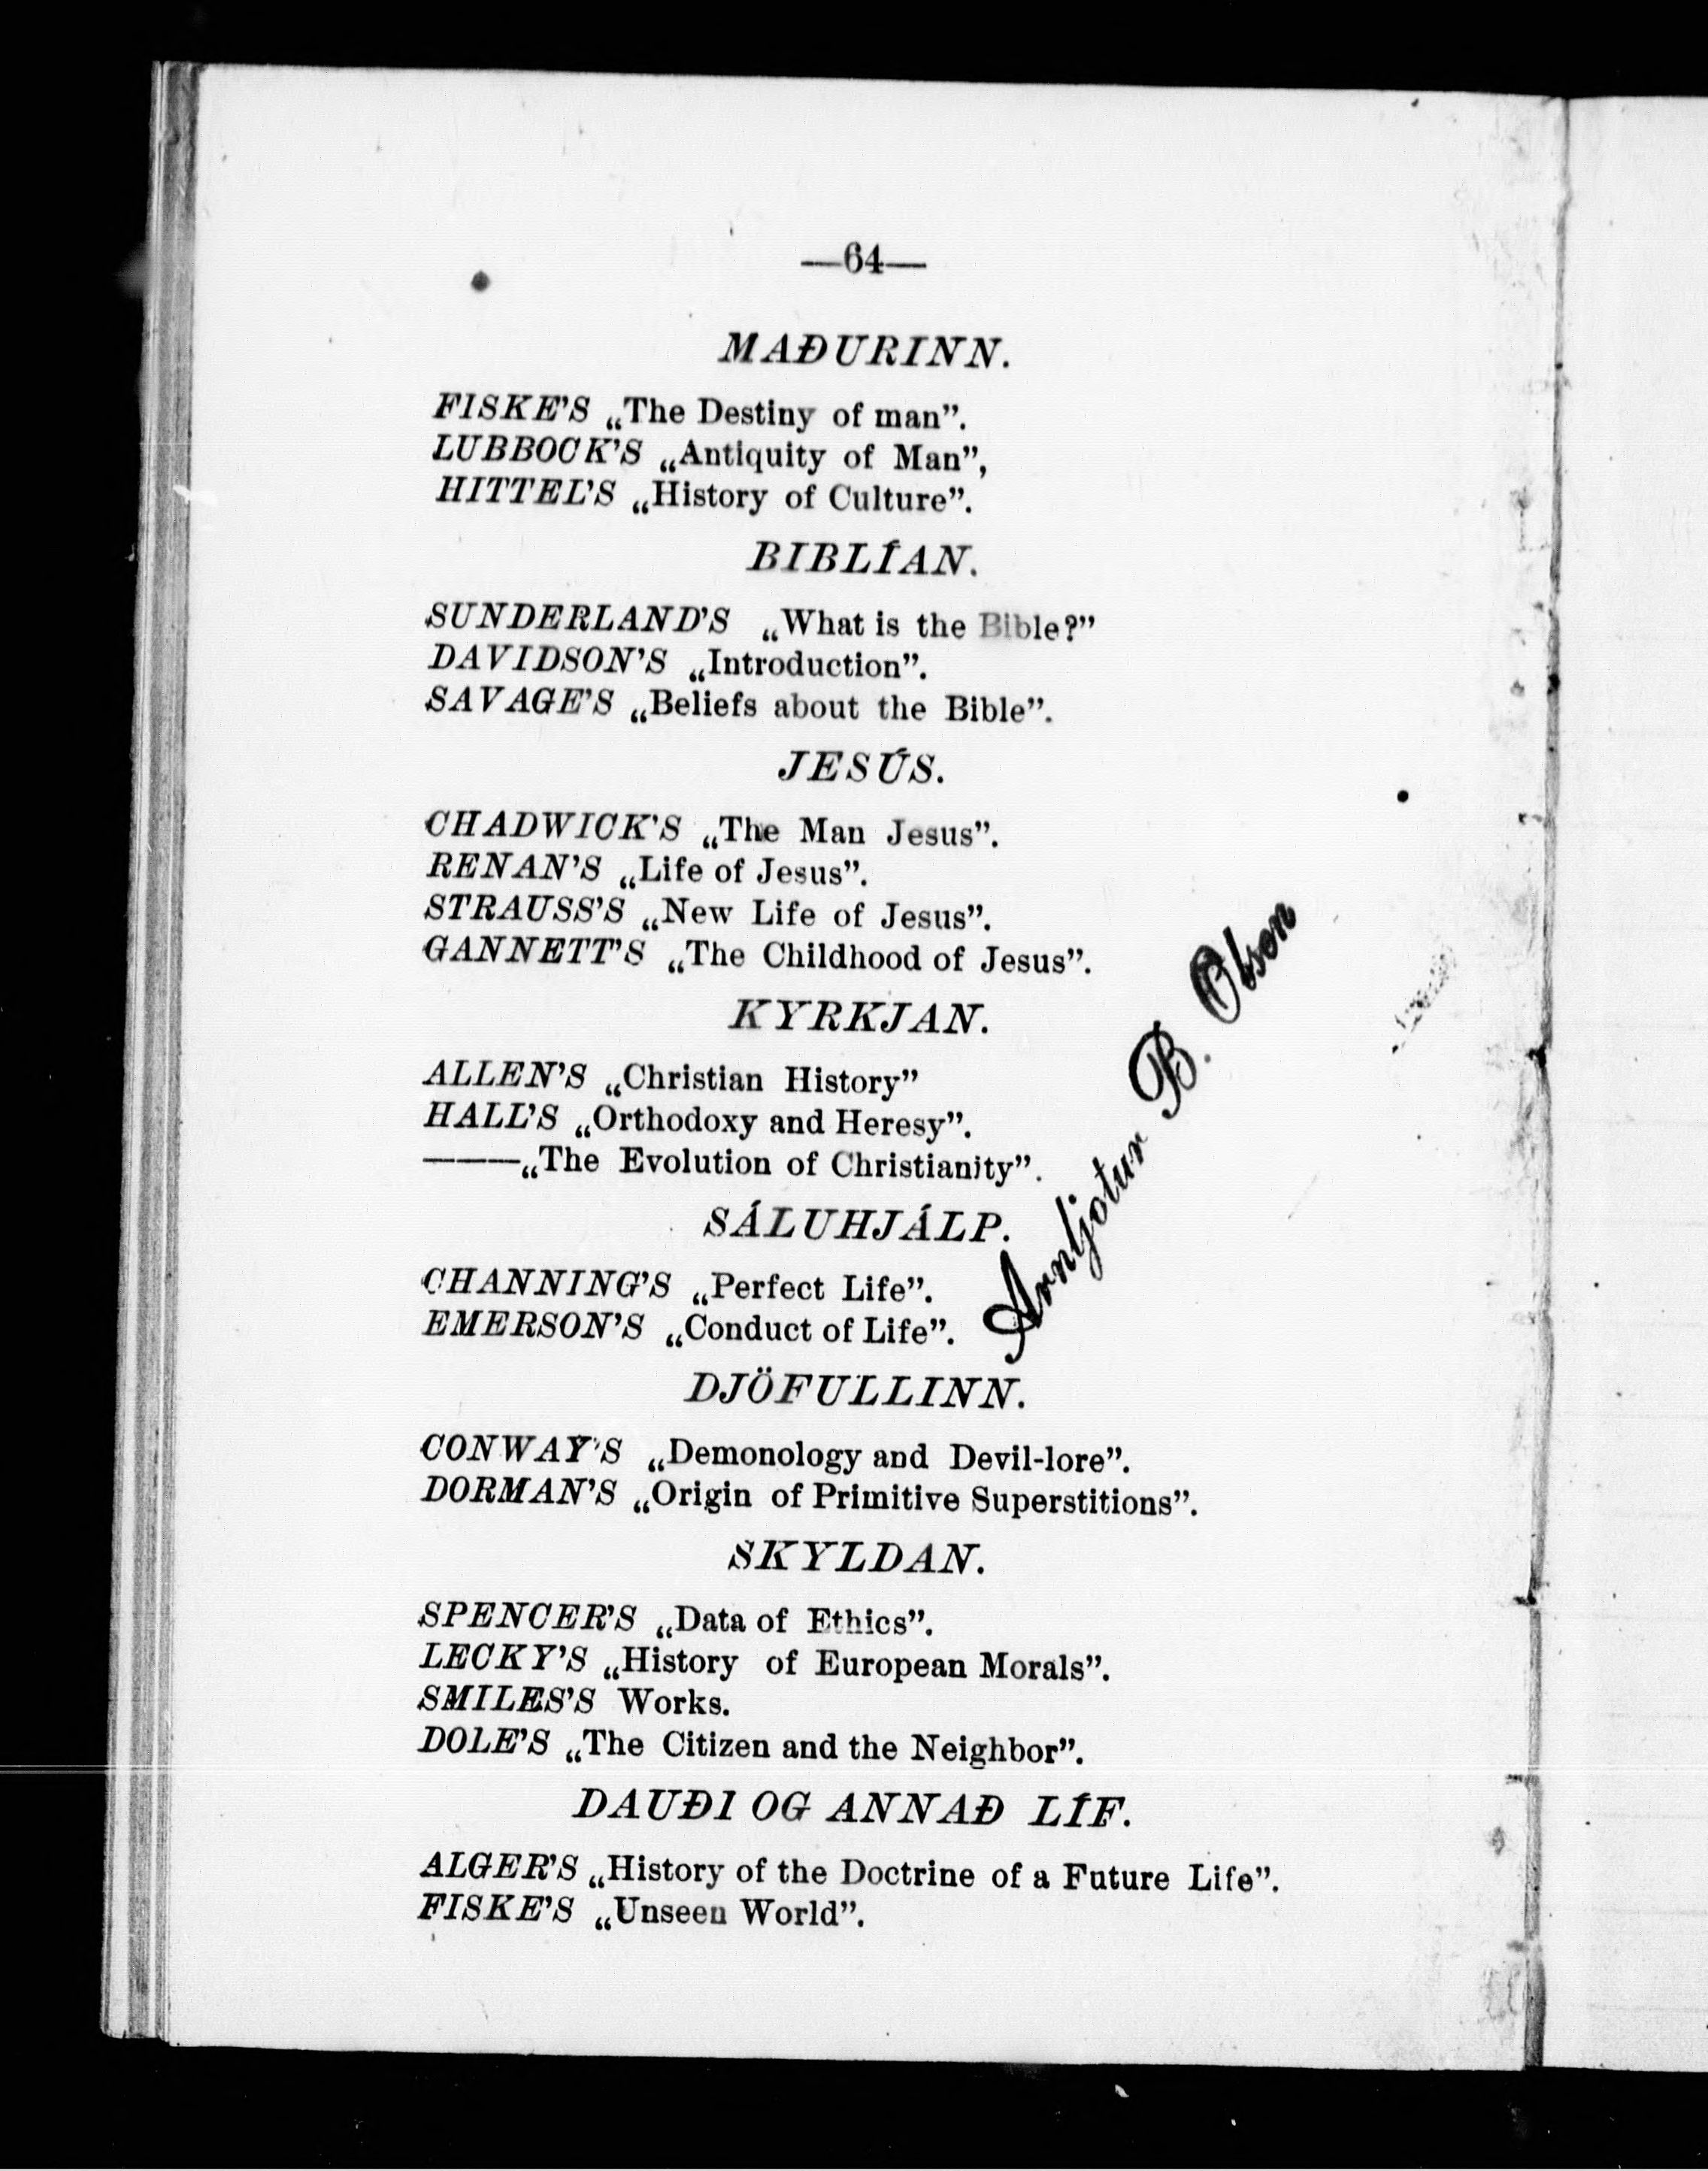 —64—
MAÐURINN.
FISKE'S „The Destiny of man”.
LUBBOCK'S „Antiquity of Man”,
HITTEL'S „History of Culture”.
BIBLÍAN.
SUNDERLAND'S „What is the Bible?”
DAVIDSON'S „Introduction”.
SAVAGE'S „Beliefs about the Bible”.
JESÚS.
CHADWICK'S „The Man Jesus”.
RENAN'S „Life of Jesus”.
STRAUSS'S „New Life of Jesus”.
GANNETT'S „The Childhood of Jesus”.
KYRKJAN.
ALLEN'S „Christian History”
HALL'S „Orthodoxy and Heresy”.
———„The Evolution of Christianity”.
SÁLUHJÁLP.
CHANNING'S „Perfect Life”.
EMERSON'S „Conduct of Life”.
Arnljotur B. Olsen
DJÖFULLINN.
CONWAY'S „Demonology and Devil-lore”.
DORMAN'S „Origin of Primitive Superstitions”.
SKYLDAN.
SPENCER'S „Data of Ethics”.
LECKY'S „History of European Morals”.
SMILES'S Works.
DOLE'S „The Citizen and the Neighbor”.
DAUÐI OG ANNAÐ LÍF.
ALGER'S „History of the Doctrine of a Future Life”.
FISKE'S „Unseen World”.